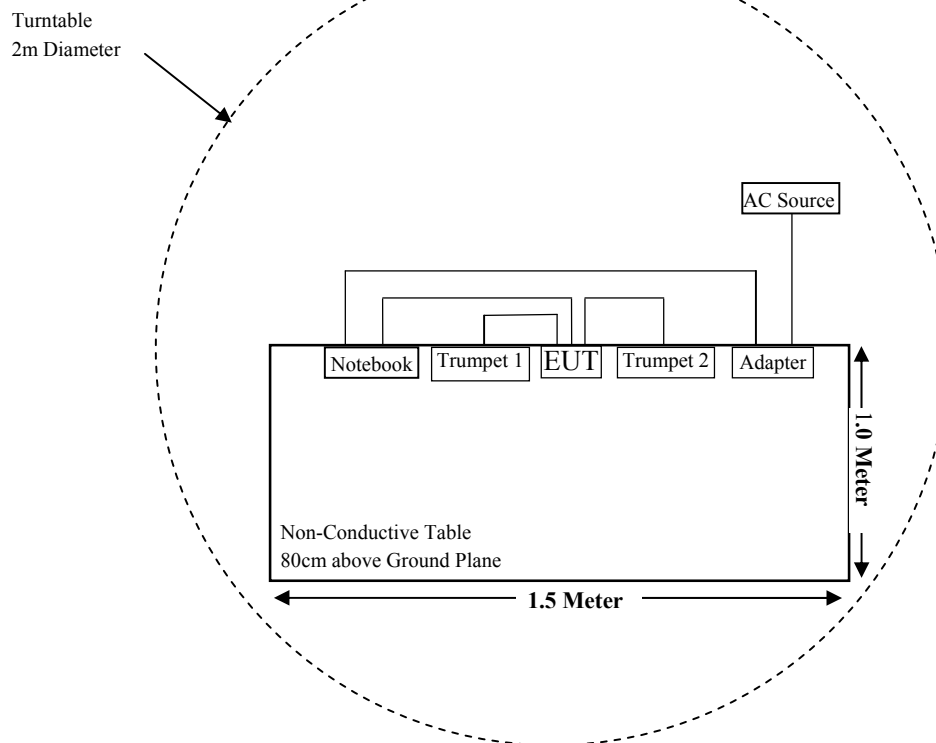 Turntable
2m Diameter
AC Source
Notebook
Trumpet 1
EUT
Trumpet 2
Adapter
1.0 Meter
Non-Conductive Table
80cm above Ground Plane
1.5 Meter